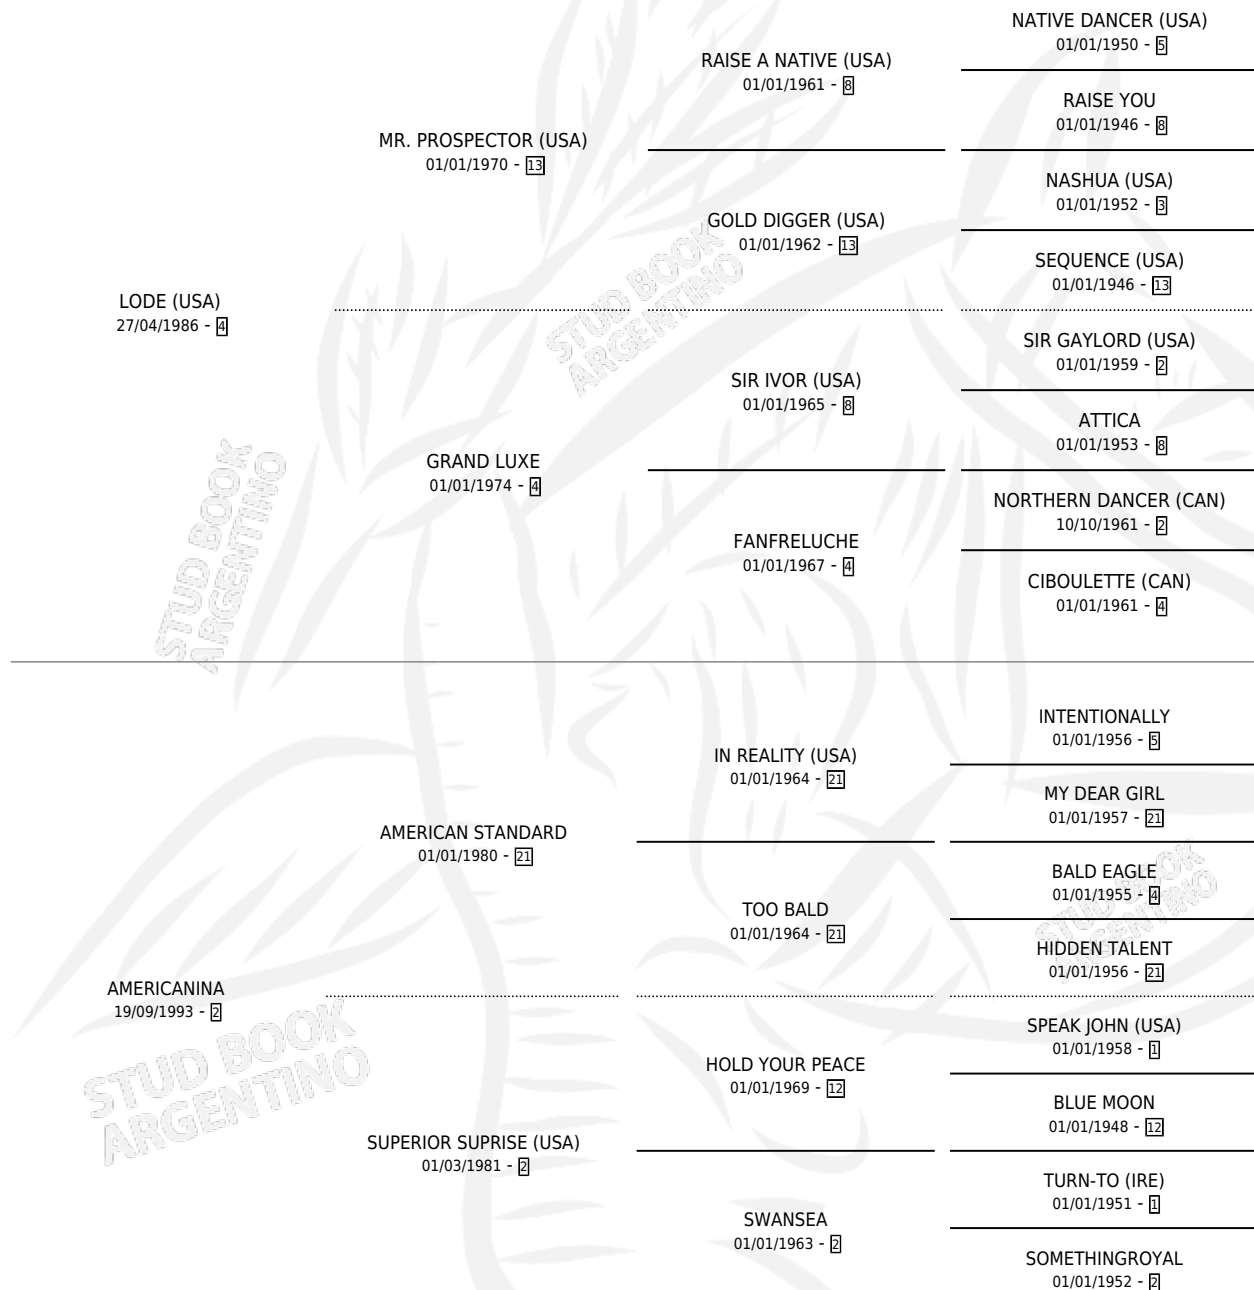 NATIVE DANCER (USA)
01/01/1950 - 5
RAISE A NATIVE (USA)
01/01/1961 - 8
RAISE YOU
01/01/1946 - 8
MR. PROSPECTOR (USA)
01/01/1970 - 13
NASHUA (USA)
01/01/1952 - 3
GOLD DIGGER (USA)
01/01/1962 - 13
SEQUENCE (USA)
01/01/1946 - 13
LODE (USA)
27/04/1986 - 4
SIR GAYLORD (USA)
01/01/1959 - 2
SIR IVOR (USA)
01/01/1965 - 8
ATTICA
01/01/1953 - 8
GRAND LUXE
01/01/1974 - 4
NORTHERN DANCER (CAN)
10/10/1961 - 2
FANFRELUCHE
01/01/1967 - 4
CIBOULETTE (CAN)
01/01/1961 - 4
INTENTIONALLY
01/01/1956 - 5
IN REALITY (USA)
01/01/1964 - 21
MY DEAR GIRL
01/01/1957 - 21
AMERICAN STANDARD
01/01/1980 - 21
BALD EAGLE
01/01/1955 - 4
TOO BALD
01/01/1964 - 21
HIDDEN TALENT
01/01/1956 - 21
AMERICANINA
19/09/1993 - 2
SPEAK JOHN (USA)
01/01/1958 - 1
HOLD YOUR PEACE
01/01/1969 - 12
BLUE MOON
01/01/1948 - 12
SUPERIOR SUPRISE (USA)
01/03/1981 - 2
TURN-TO (IRE)
01/01/1951 - 1
SWANSEA
01/01/1963 - 2
SOMETHINGROYAL
01/01/1952 - 2
STUD BOOK
ARGENTINO
STUD BOOK
ARGENTINO
STUD BOOK
ARGENTINO
STUD BOOK
ARGENTINO